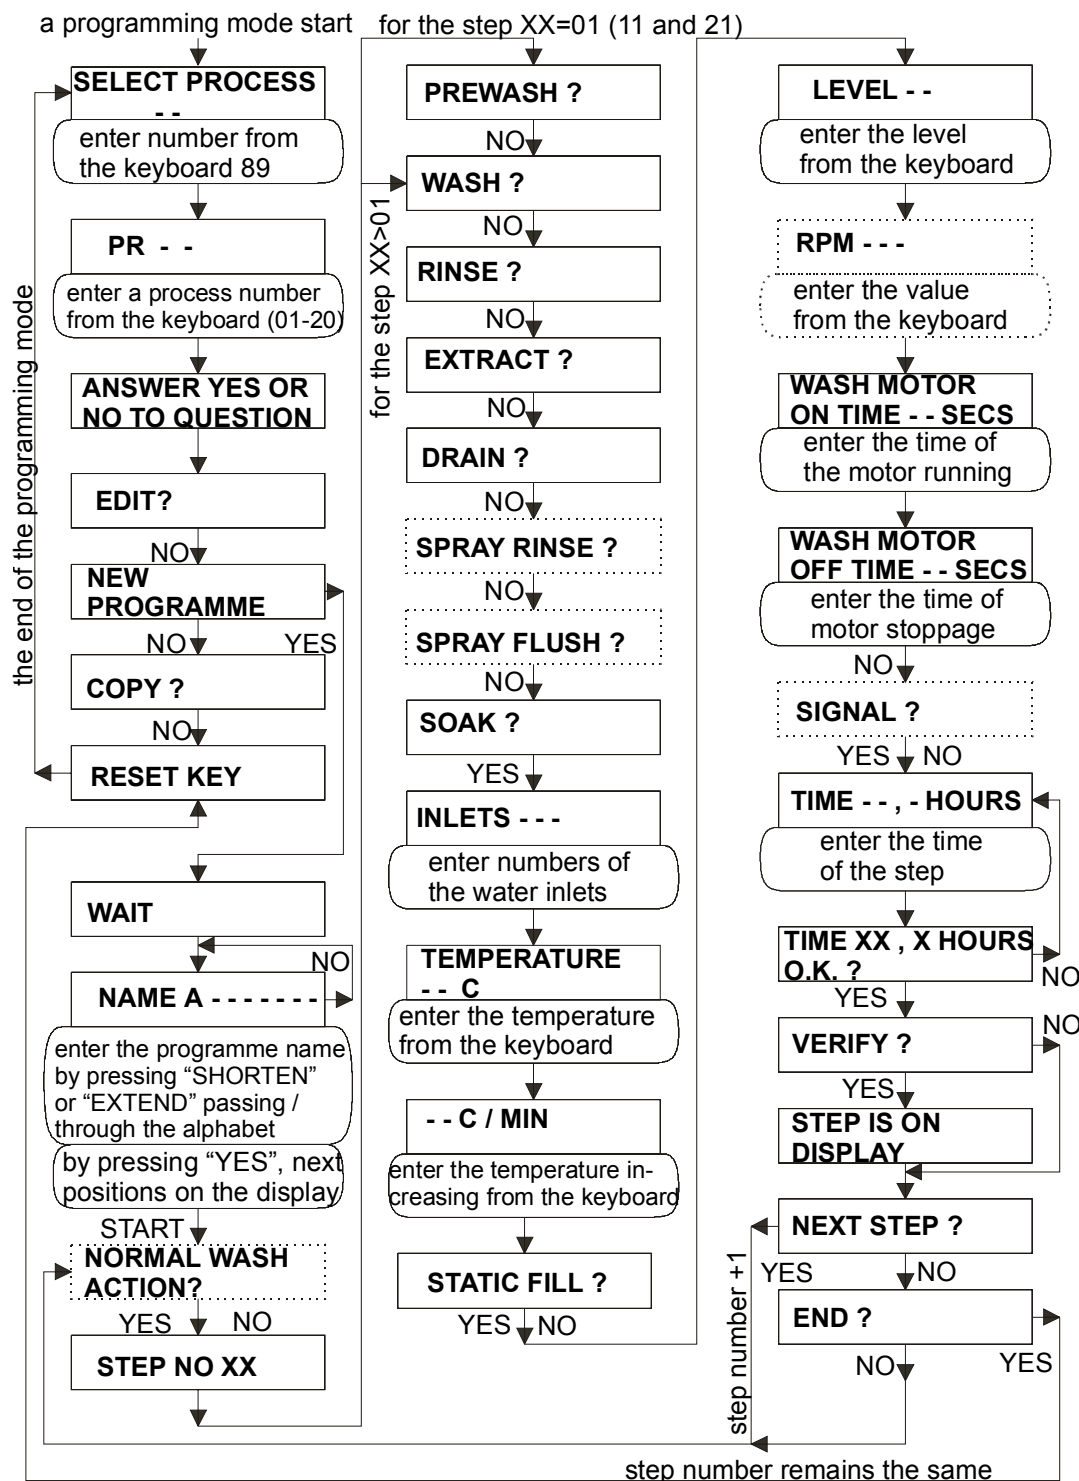 a programming mode start
SELECT PROCESS
- -
enter number from
the keyboard 89
PR - -
enter a process number
from the keyboard (01-20)
ANSWER YES OR
NO TO QUESTION
EDIT?
NO
NEW
PROGRAMME
NO
YES
COPY ?
NO
RESET KEY
the end of the programming mode
WAIT
NO
NAME A - - - - - - -
enter the programme name
by pressing “SHORTEN”
or “EXTEND” passing /
through the alphabet
by pressing “YES”, next
positions on the display
START
NORMAL WASH
ACTION?
YES
NO
STEP NO XX
for the step XX=01 (11 and 21)
for the step XX>01
PREWASH ?
NO
WASH ?
NO
RINSE ?
NO
EXTRACT ?
NO
DRAIN ?
NO
SPRAY RINSE ?
NO
SPRAY FLUSH ?
NO
SOAK ?
YES
INLETS - - -
enter numbers of
the water inlets
TEMPERATURE
- - C
enter the temperature
from the keyboard
- - C / MIN
enter the temperature in-
creasing from the keyboard
STATIC FILL ?
YES
NO
LEVEL - -
enter the level
from the keyboard
RPM - - -
enter the value
from the keyboard
WASH MOTOR
ON TIME - - SECS
enter the time of
the motor running
WASH MOTOR
OFF TIME - - SECS
enter the time of
motor stoppage
NO
SIGNAL ?
YES
NO
TIME - - , - HOURS
enter the time
of the step
TIME XX , X HOURS
O.K. ?
NO
YES
VERIFY ?
NO
YES
STEP IS ON
DISPLAY
NEXT STEP ?
YES
NO
step number +1
END ?
NO
YES
step number remains the same